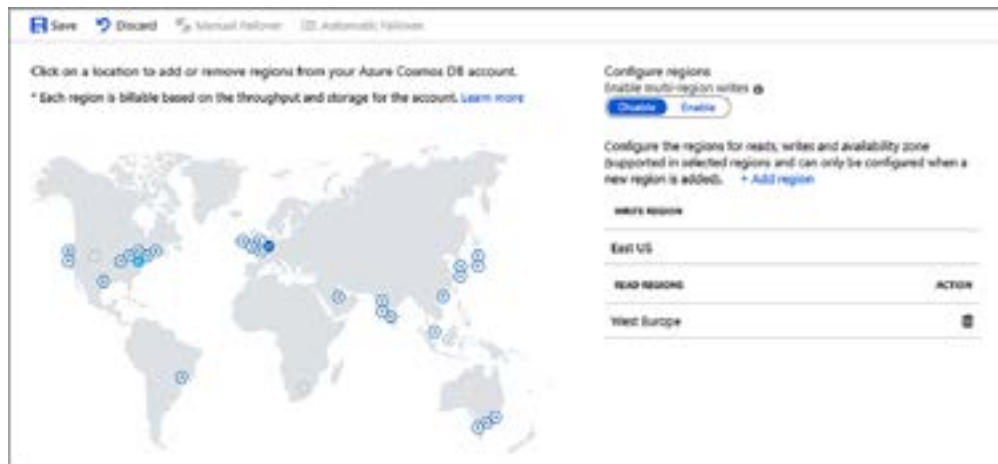 Save Discard Manual Failover Automatic Failover
Click on a location to add or remove regions from your Azure Cosmos DB account.
* Each region is billable based on the throughput and storage for the account. Learn more
Configure regions
Enable multi-region writes
Disable Enable
Configure the regions for reads, writes and availability zone
(supported in selected regions and can only be configured when a
new region is added). + Add region
WRITE REGION
East US
READ REGIONS ACTION
West Europe